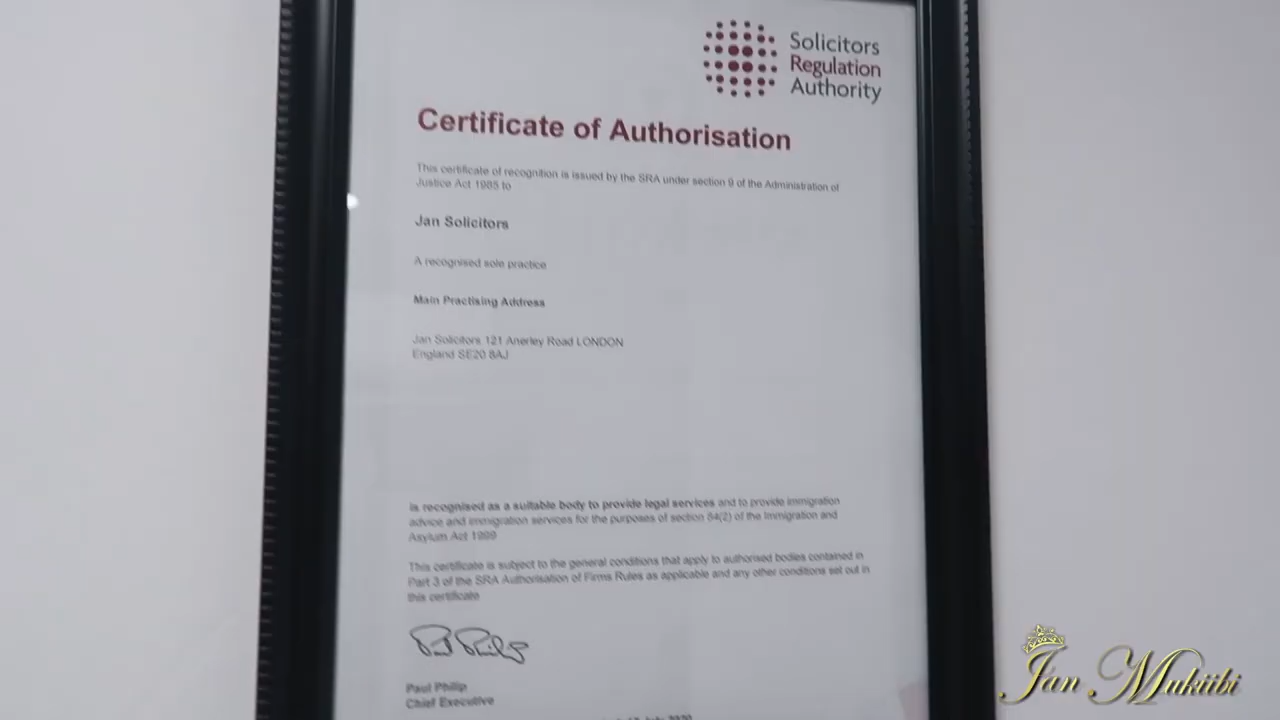 Solicitors
Regulation
Authority
Certificate of Authorisation
This certificate of recognition is issued by the SRA under section 9 of the Administration of
Justice Act 1985 to
Jan Solicitors
A recognised sole practice
Main Practising Address
Jan Solicitors 121 Anerley Road LONDON
England SE20 8AJ
is recognised as a suitable body to provide legal services and to provide immigration
advice and immigration services for the purposes of section 84(2) of the Immigration and
Asylum Act 1999
This certificate is subject to the general conditions that apply to authorised bodies contained in
Part 3 of the SRA Authorisation of Firms Rules as applicable and any other conditions set out in
this certificate
Paul Philip
Chief Executive
2020
Jan Mukiibi